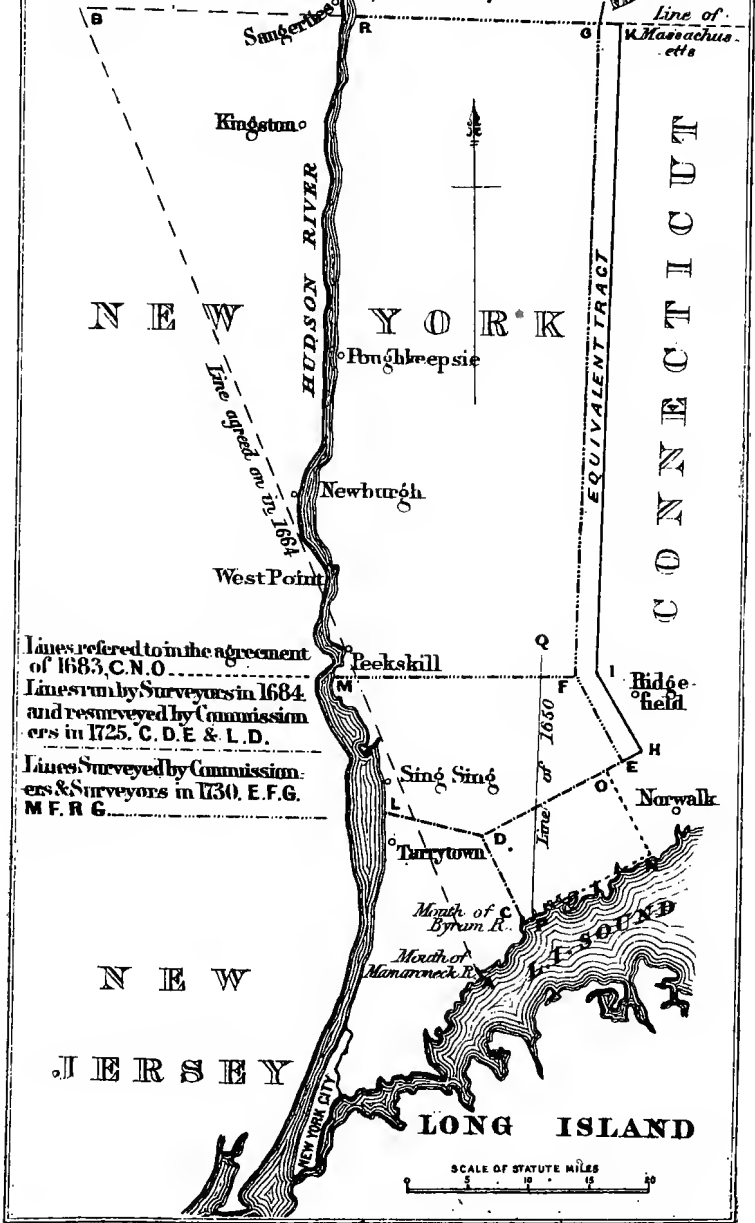 B
Saugerties
R
G
K
Line of
Massachus-
etts
Kingston
HUDSON RIVER
NEW YORK
CONNECTICUT
EQUIVALENT TRACT
Poughkeepsie
Line agreed on in 1664
Newburgh
West Point
Q
Lines refered to in the agreement
of 1683, C.N.O.
Peekskill
M
F
I
Ridge-
field
Lines run by Surveyors in 1684
and resurveyed by Commission
ers in 1725. C.D.E & L.D.
Line of 1650
H
E
Lines Surveyed by Commission-
ers & Surveyors in 1730. E.F.G.
M F. R G.
Sing Sing
O
Norwalk
L
D
Tarrytown
N
Mouth of
Byram R.
C
P
L.I. SOUND
Mouth of
Mamaroneck R.
NEW
JERSEY
NEW YORK CITY
LONG ISLAND
SCALE OF STATUTE MILES
0 5 10 15 20